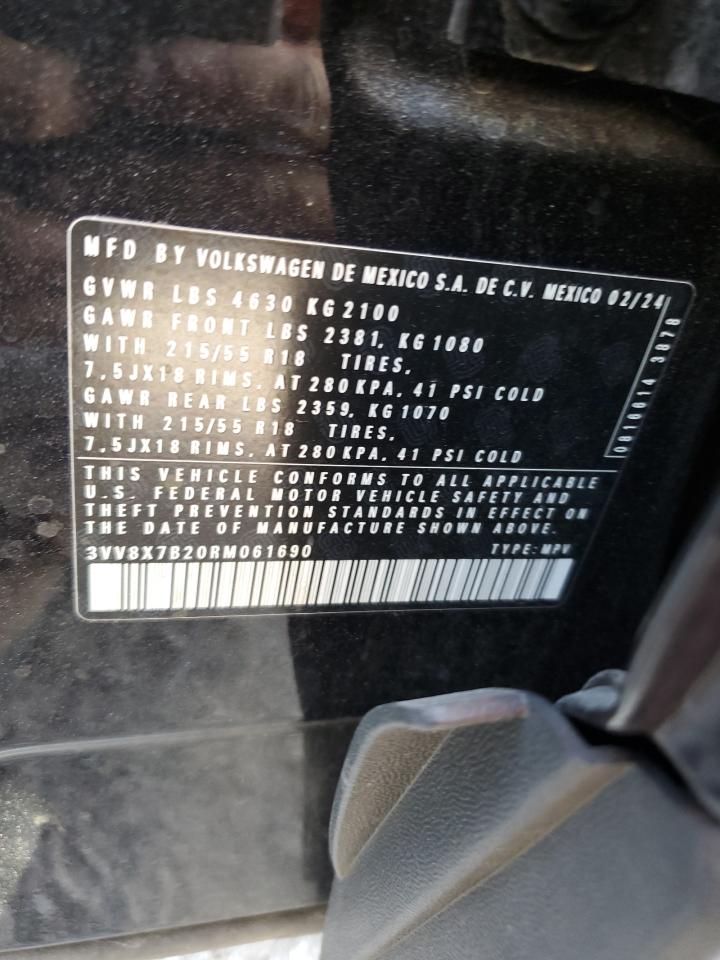 MFD BY VOLKSWAGEN DE MEXICO S.A. DE C.V. MEXICO 02/24
GVWR LBS 4630 KG 2100
GAWR FRONT LBS 2381, KG 1080
WITH 215/55 R18 TIRES,
7,5JX18 RIMS, AT 280 KPA, 41 PSI COLD
GAWR REAR LBS 2359, KG 1070
WITH 215/55 R18 TIRES,
7,5JX18 RIMS, AT 280 KPA, 41 PSI COLD
0816614 3878
THIS VEHICLE CONFORMS TO ALL APPLICABLE
U.S. FEDERAL MOTOR VEHICLE SAFETY AND
THEFT PREVENTION STANDARDS IN EFFECT ON
THE DATE OF MANUFACTURE SHOWN ABOVE.
3VV8X7B20RM061690 TYPE: MPV